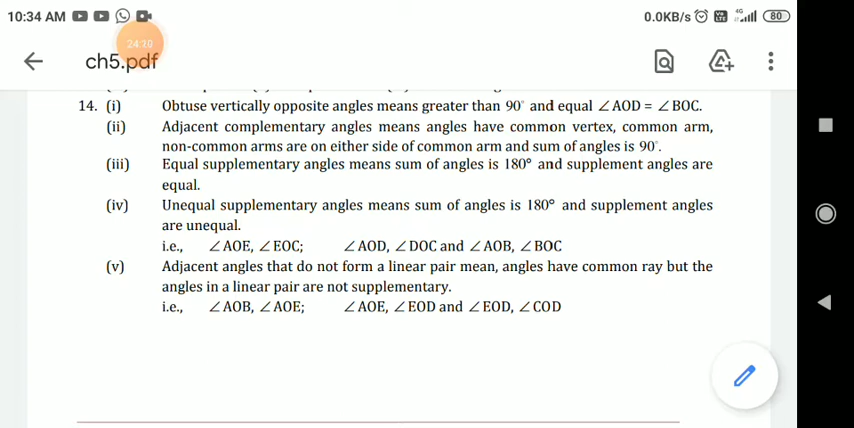 10:34 AM 0.0KB/s Vo LTE 4G 80
24:10
ch5.pdf
14. (i) Obtuse vertically opposite angles means greater than 90° and equal ∠AOD = ∠BOC.
(ii) Adjacent complementary angles means angles have common vertex, common arm,
non-common arms are on either side of common arm and sum of angles is 90°.
(iii) Equal supplementary angles means sum of angles is 180° and supplement angles are
equal.
(iv) Unequal supplementary angles means sum of angles is 180° and supplement angles
are unequal.
i.e., ∠AOE, ∠EOC; ∠AOD, ∠DOC and ∠AOB, ∠BOC
(v) Adjacent angles that do not form a linear pair mean, angles have common ray but the
angles in a linear pair are not supplementary.
i.e., ∠AOB, ∠AOE; ∠AOE, ∠EOD and ∠EOD, ∠COD